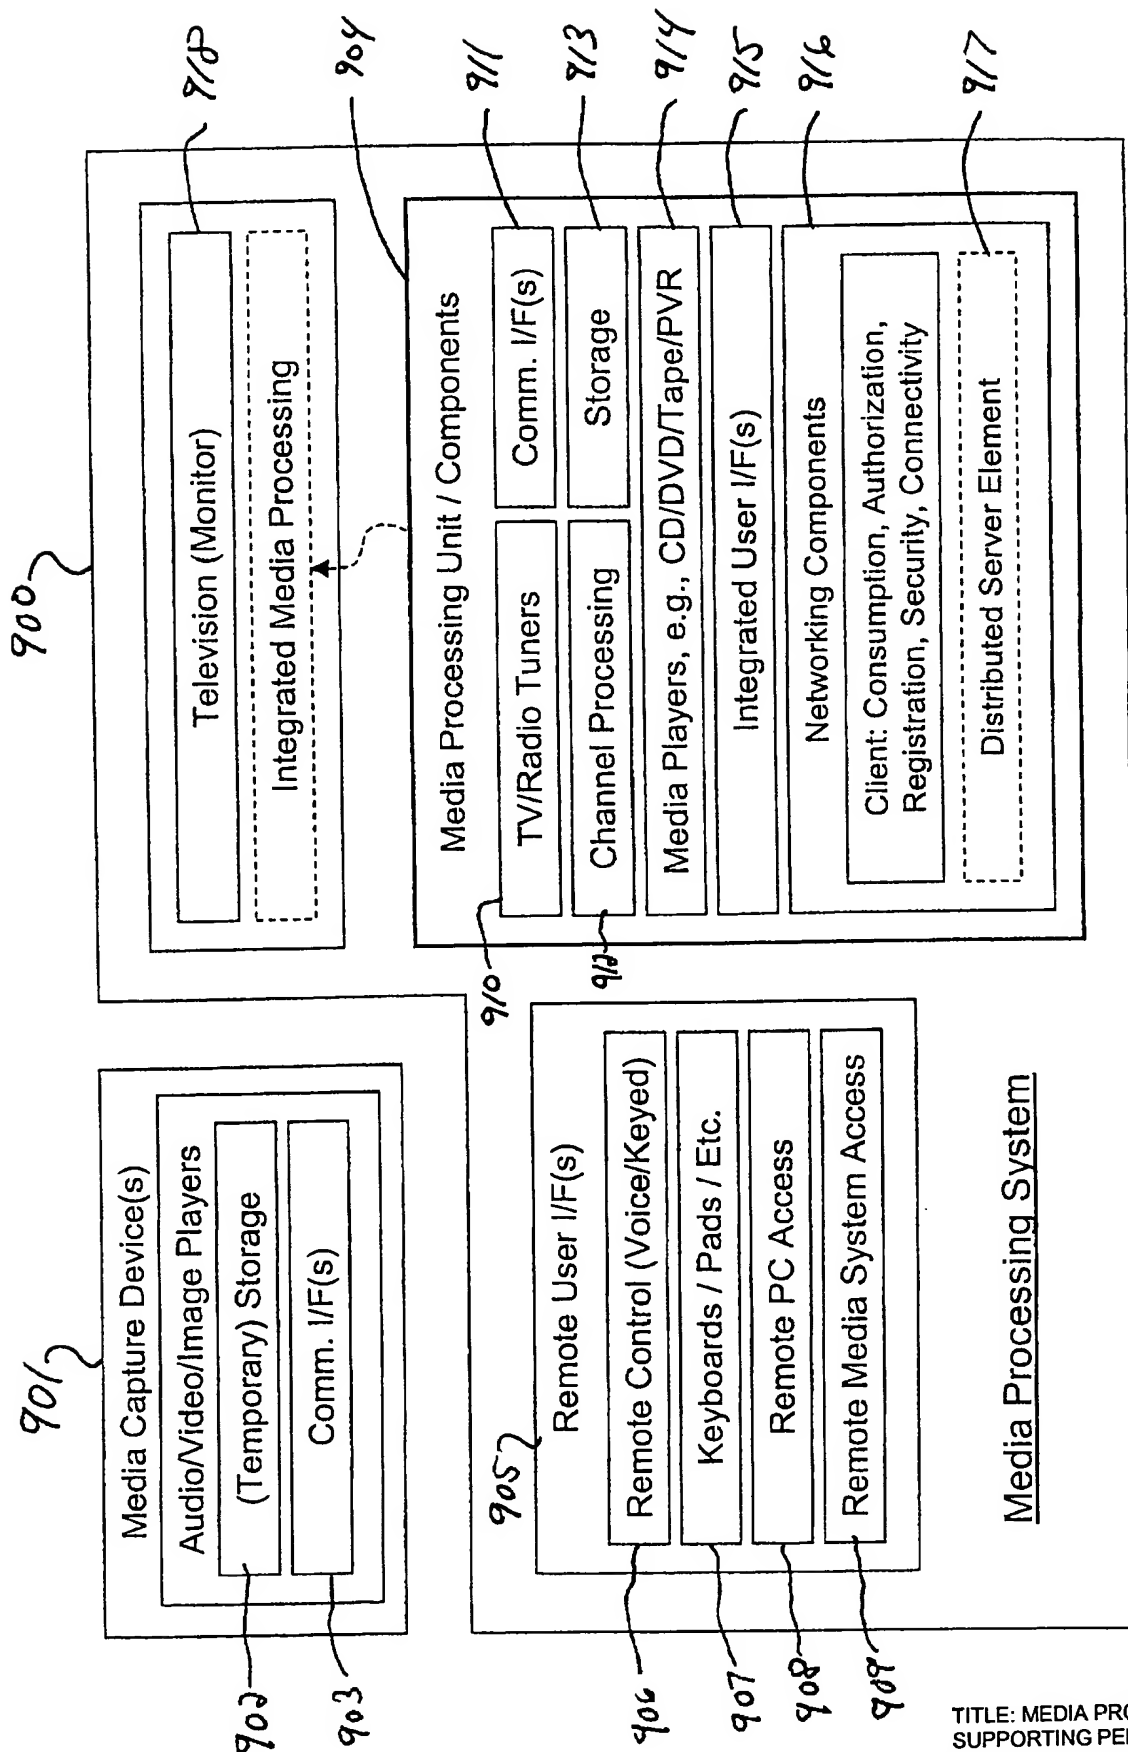 900
901
Media Capture Device(s)
Audio/Video/Image Players
902
(Temporary) Storage
903
Comm. I/F(s)
Television (Monitor)
918
Integrated Media Processing
904
Media Processing Unit / Components
910
TV/Radio Tuners
Comm. I/F(s)
911
912
Channel Processing
Storage
913
Media Players, e.g., CD/DVD/Tape/PVR
914
Integrated User I/F(s)
915
Networking Components
916
Client: Consumption, Authorization,
Registration, Security, Connectivity
Distributed Server Element
917
905
Remote User I/F(s)
906
Remote Control (Voice/Keyed)
907
Keyboards / Pads / Etc.
908
Remote PC Access
909
Remote Media System Access
Media Processing System
TITLE: MEDIA PRO
SUPPORTING PE